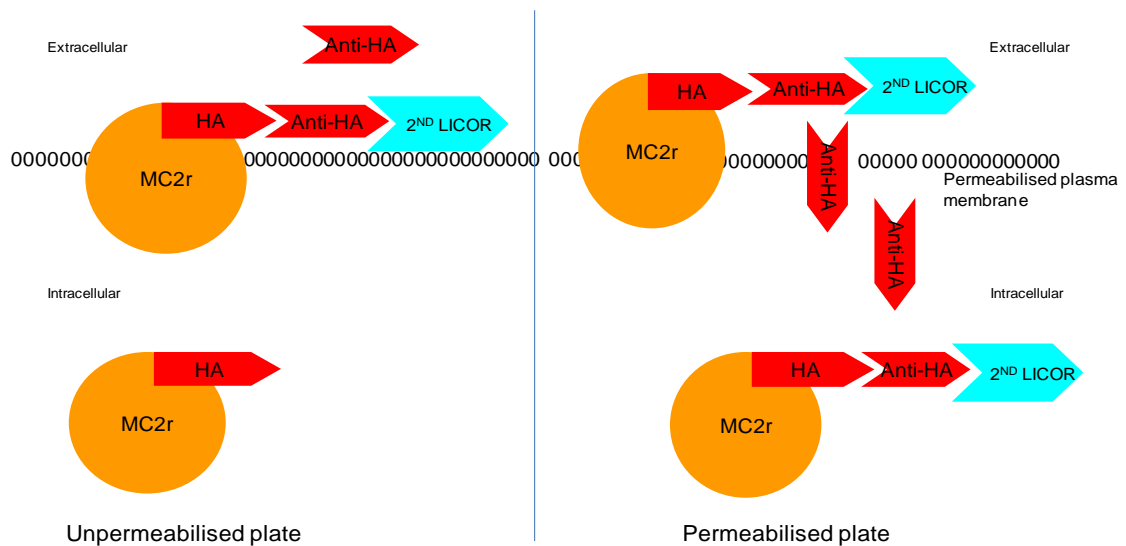 Extracellular
Anti-HA
HA
Anti-HA
2ND LICOR
0000000
0000000000000000000000
MC2r
Intracellular
HA
MC2r
Unpermeabilised plate
Extracellular
HA
Anti-HA
2ND LICOR
000
00000000
00000 000000000000
MC2r
Anti-HA
Permeabilised plasma
membrane
Anti-HA
Intracellular
HA
Anti-HA
2ND LICOR
MC2r
Permeabilised plate